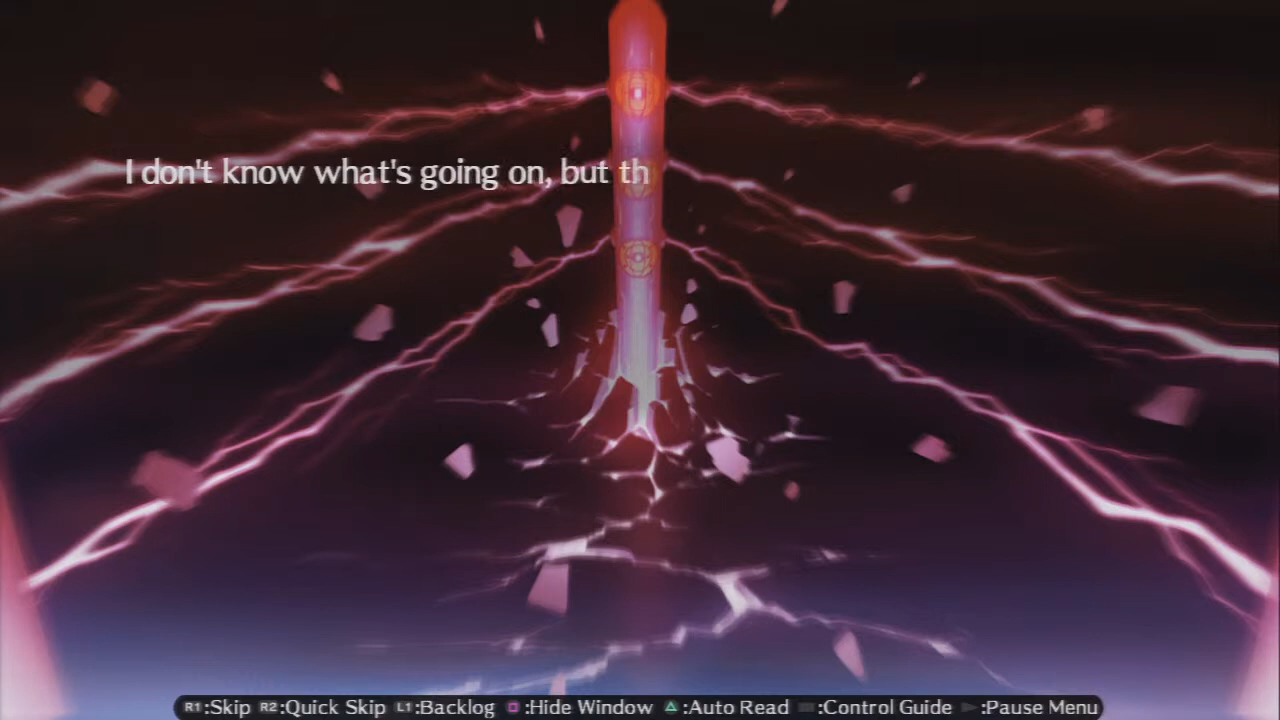 I don't know what's going on, but th
R1:Skip R2:Quick Skip L1:Backlog :Hide Window :Auto Read :Control Guide :Pause Menu